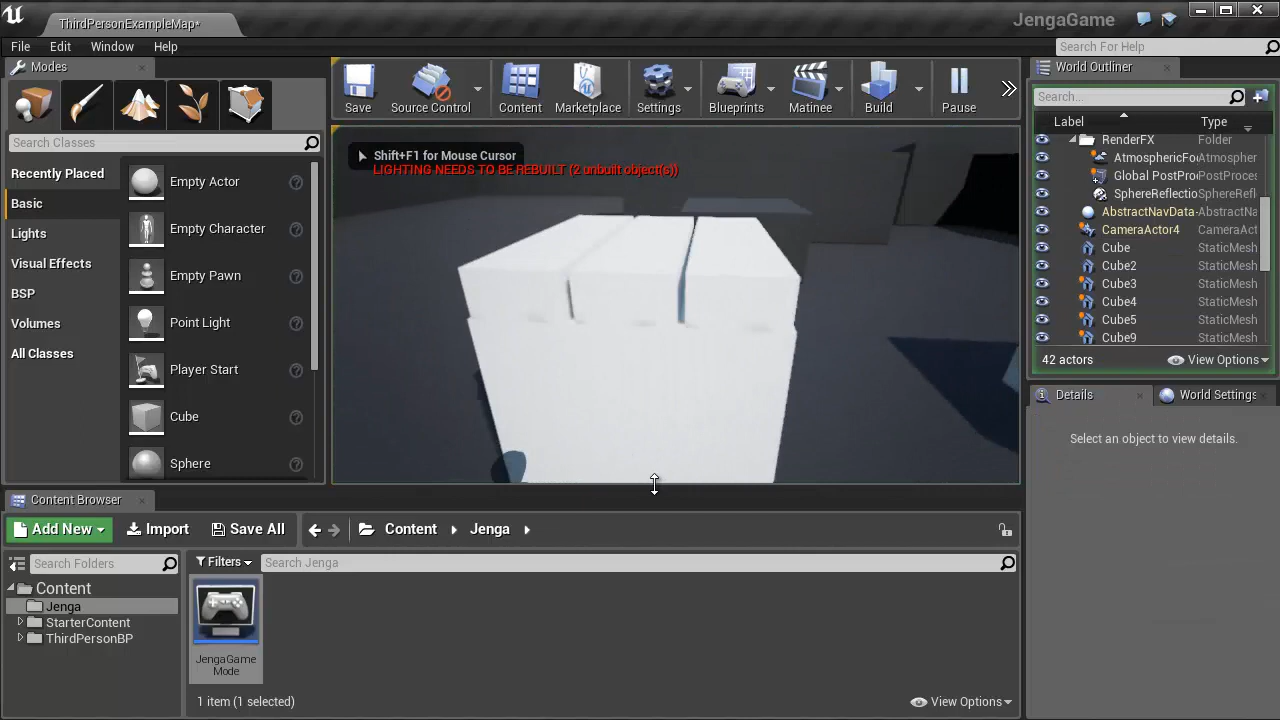 ThirdPersonExampleMap*
JengaGame
File Edit Window Help
Search For Help
Modes
Search Classes
Recently Placed
Basic
Lights
Visual Effects
BSP
Volumes
All Classes
Empty Actor
Empty Character
Empty Pawn
Point Light
Player Start
Cube
Sphere
Save
Source Control
Content
Marketplace
Settings
Blueprints
Matinee
Build
Pause
Shift+F1 for Mouse Cursor
LIGHTING NEEDS TO BE REBUILT (2 unbuilt object(s))
World Outliner
Search...
Label Type
RenderFX Folder
AtmosphericFo Atmospher
Global PostPro PostProces
SphereReflectio SphereRefl
AbstractNavData- AbstractNa
CameraActor4 CameraAct
Cube StaticMesh
Cube2 StaticMesh
Cube3 StaticMesh
Cube4 StaticMesh
Cube5 StaticMesh
Cube9 StaticMesh
42 actors View Options
Details World Settings
Select an object to view details.
Content Browser
Add New Import Save All Content Jenga
Search Folders
Filters Search Jenga
Content
Jenga
StarterContent
ThirdPersonBP
JengaGame
Mode
1 item (1 selected) View Options